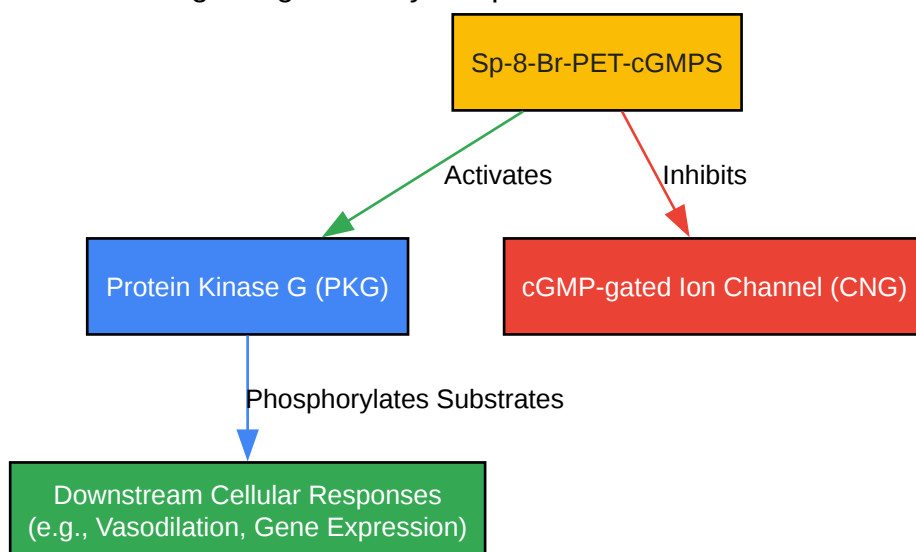 Sp-8-Br-PET-cGMPS
Activates
Inhibits
Protein Kinase G (PKG)
cGMP-gated Ion Channel (CNG)
Phosphorylates Substrates
Downstream Cellular Responses
(e.g., Vasodilation, Gene Expression)